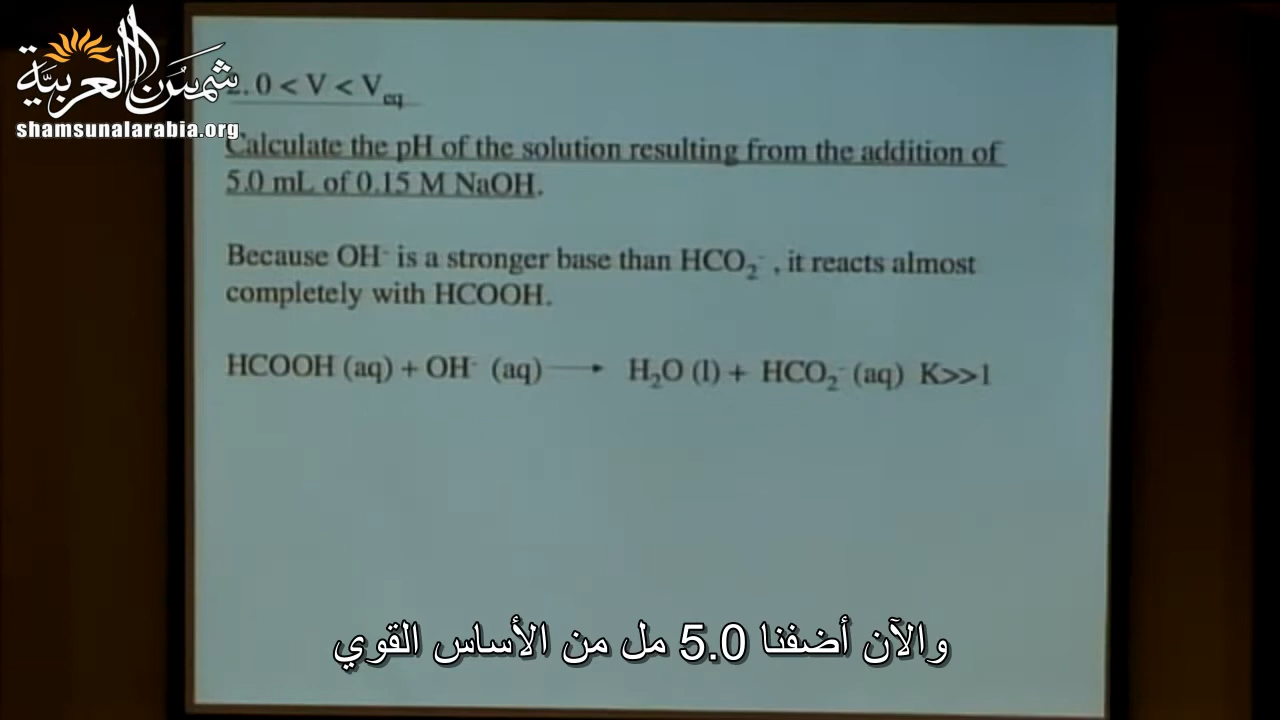 شمس العربية
shamsunalarabia.org
2. 0 < V < Veq
Calculate the pH of the solution resulting from the addition of
5.0 mL of 0.15 M NaOH.
Because OH⁻ is a stronger base than HCO₂⁻ , it reacts almost
completely with HCOOH.
HCOOH (aq) + OH⁻ (aq) → H₂O (l) + HCO₂⁻ (aq) K>>1
والآن أضفنا 5.0 مل من الأساس القوي